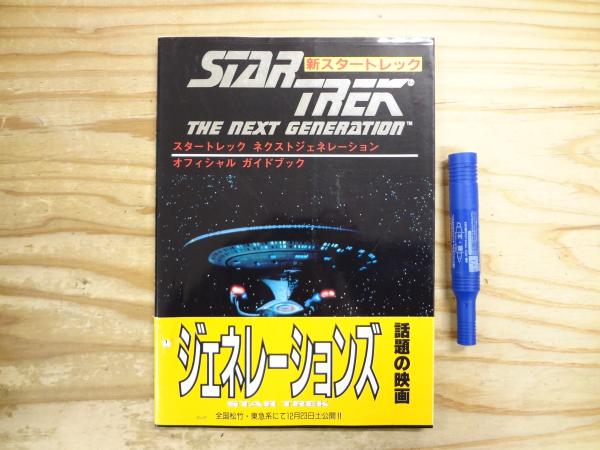 STAR TREK®
新スタートレック
THE NEXT GENERATION™
スタートレック ネクストジェネレーション
オフィシャル ガイドブック
ジェネレーションズ
STAR TREK
話題の映画
全国松竹・東急系にて12月23日土公開!!